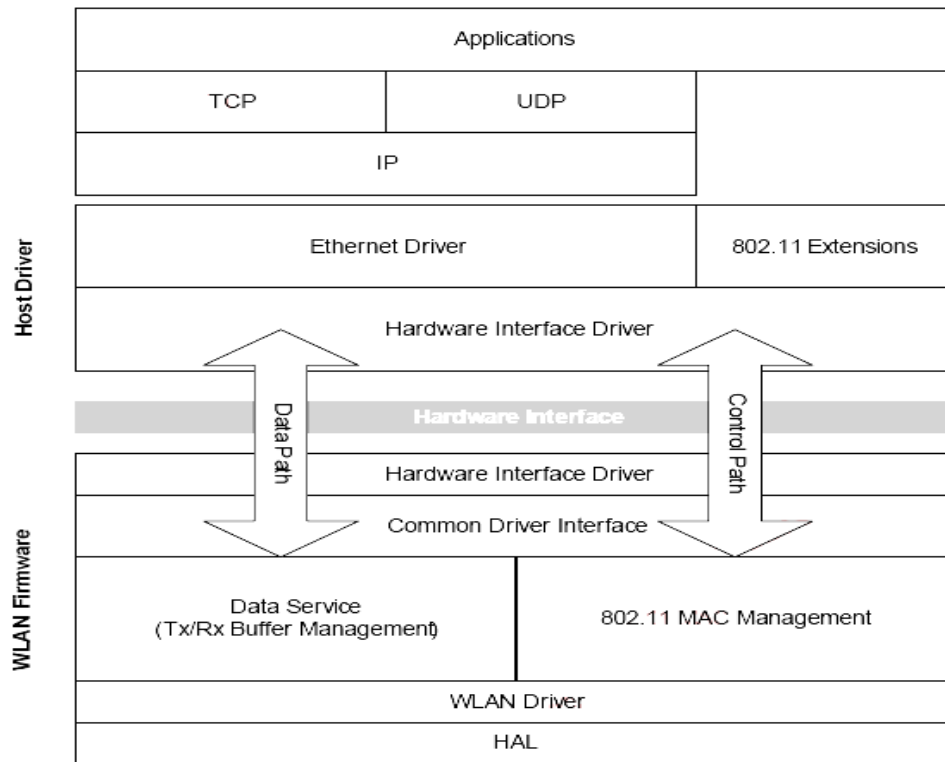 Applications
TCP
UDP
IP
Host Driver
Ethernet Driver
802.11 Extensions
Hardware Interface Driver
Data Path
Control Path
Hardware Interface
WLAN Firmware
Hardware Interface Driver
Common Driver Interface
Data Service
(Tx/Rx Buffer Management)
802.11 MAC Management
WLAN Driver
HAL